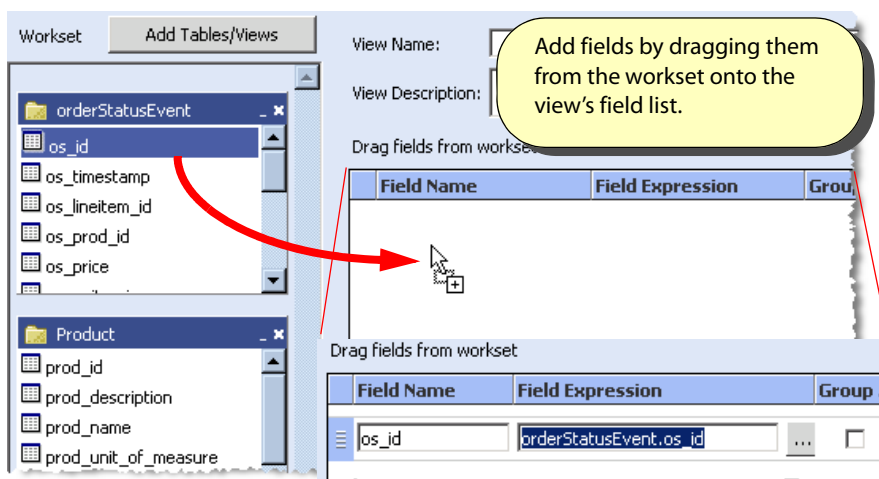 Workset
Add Tables/Views
View Name:
View Description:
Add fields by dragging them
from the workset onto the
view's field list.
orderStatusEvent
os_id
os_timestamp
os_lineitem_id
os_prod_id
os_price
Drag fields from
Field Name Field Expression
Product
prod_id
prod_description
prod_name
prod_unit_of_measure
Drag fields from workset
Field Name Field Expression Group
os_id orderStatusEvent.os_id ...